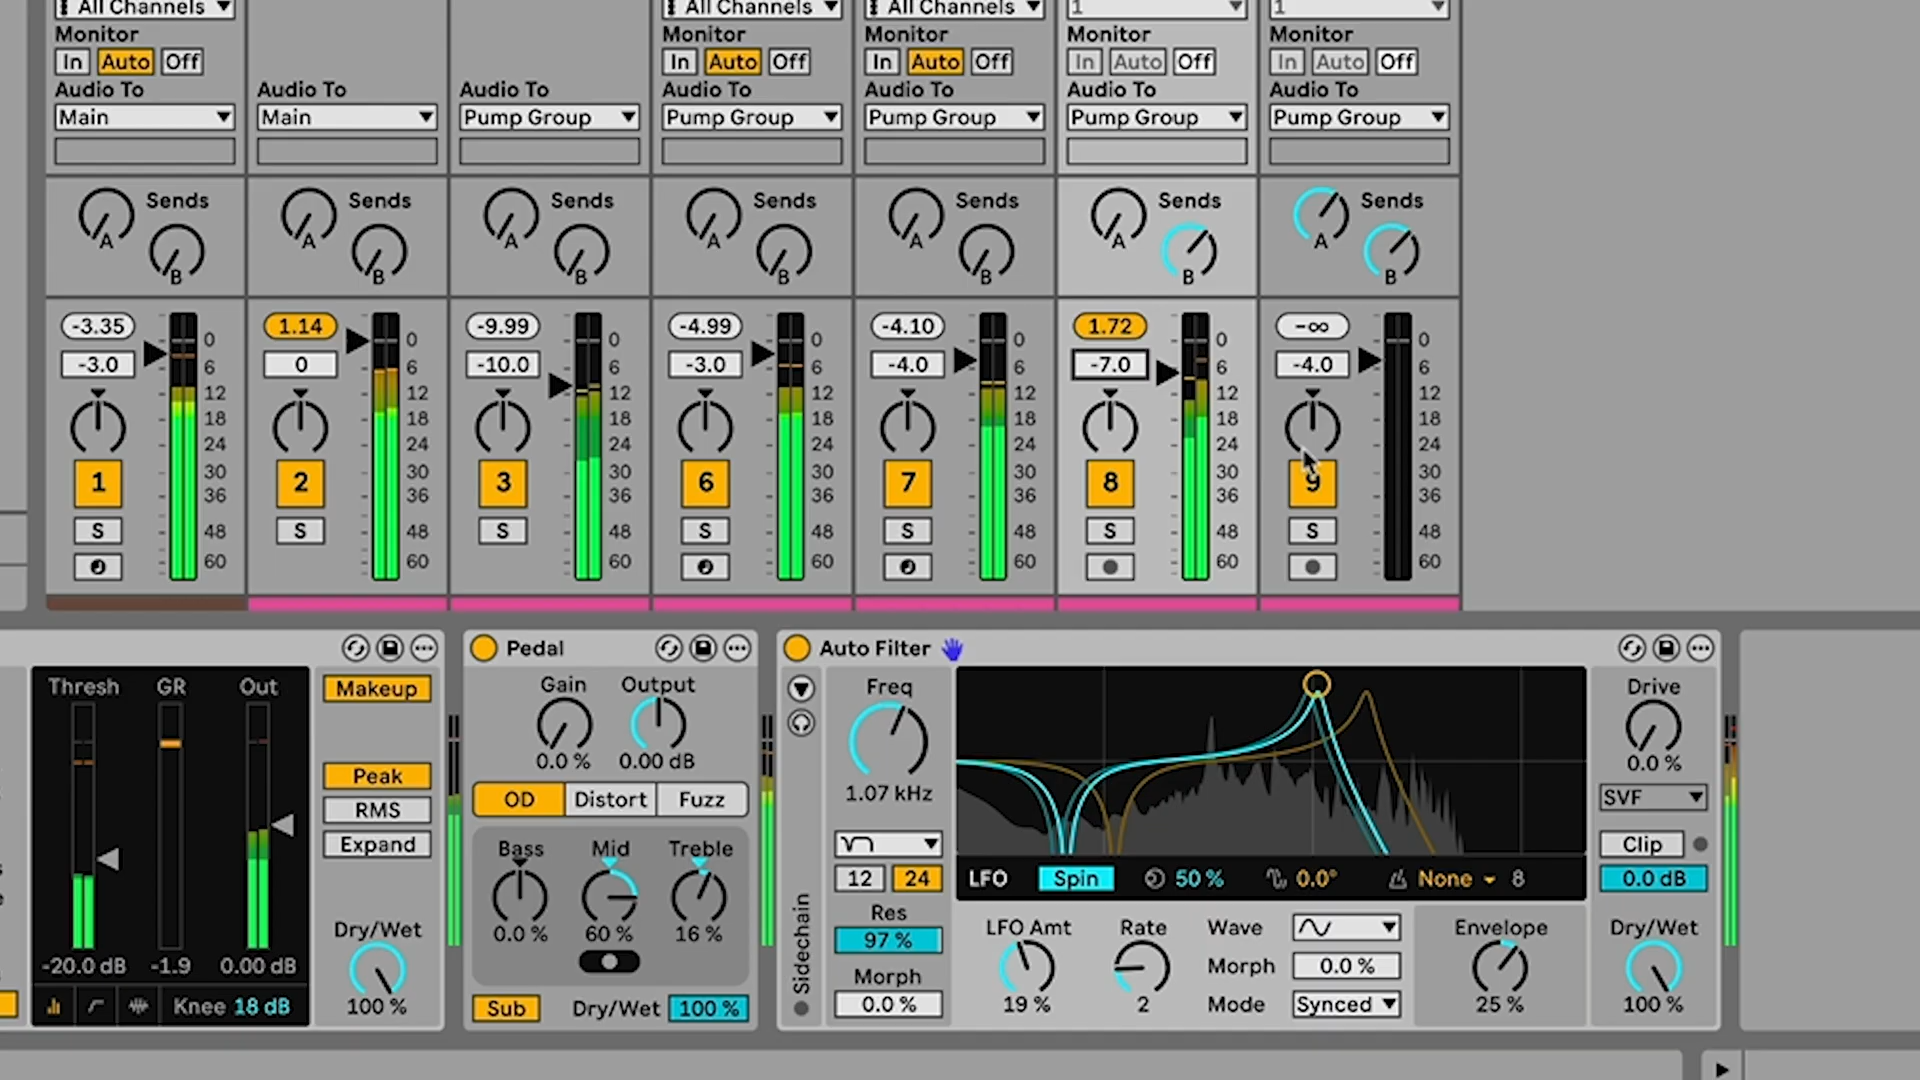 All Channels All Channels All Channels 1 1
Monitor Monitor Monitor Monitor Monitor
In Auto Off In Auto Off In Auto Off In Auto Off In Auto Off
Audio To Audio To Audio To Audio To Audio To Audio To Audio To
Main Main Pump Group Pump Group Pump Group Pump Group Pump Group
Sends Sends Sends Sends Sends Sends Sends
A A A A A A A
B B B B B B B
-3.35 1.14 -9.99 -4.99 -4.10 1.72 -∞
0 0 0 0 0 0 0
-3.0 0 -10.0 -3.0 -4.0 -7.0 -4.0
6 6 6 6 6 6 6
12 12 12 12 12 12 12
18 18 18 18 18 18 18
24 24 24 24 24 24 24
1 2 3 6 7 8 9
30 30 30 30 30 30 30
36 36 36 36 36 36 36
S S S S S S S
48 48 48 48 48 48 48
60 60 60 60 60 60 60
Thresh GR Out
Makeup
Peak
RMS
Expand
Dry/Wet
-20.0 dB -1.9 0.00 dB
Knee 18 dB
100 %
Pedal
Gain Output
0.0 % 0.00 dB
OD Distort Fuzz
Bass Mid Treble
0.0 % 60 % 16 %
Sub Dry/Wet 100 %
Auto Filter
Sidechain
Freq
1.07 kHz
12 24
Res
97 %
Morph
0.0 %
LFO Spin 50 % 0.0° None 8
LFO Amt Rate Wave
Morph 0.0 %
19 % 2 Mode Synced
Envelope
25 %
Drive
0.0 %
SVF
Clip
0.0 dB
Dry/Wet
100 %